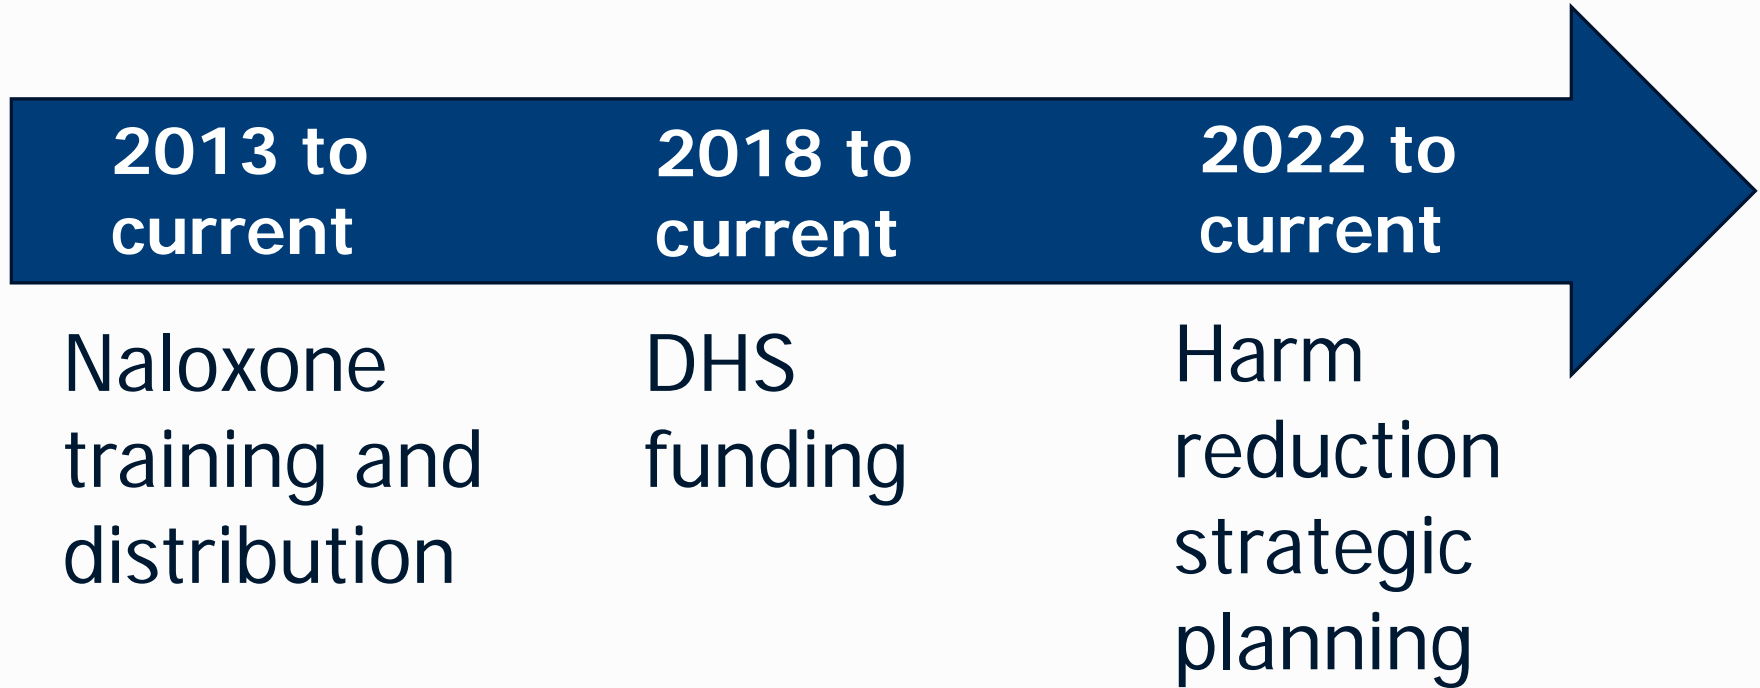 2013 to
current
2018 to
current
2022 to
current
Naloxone
training and
distribution
DHS
funding
Harm
reduction
strategic
planning